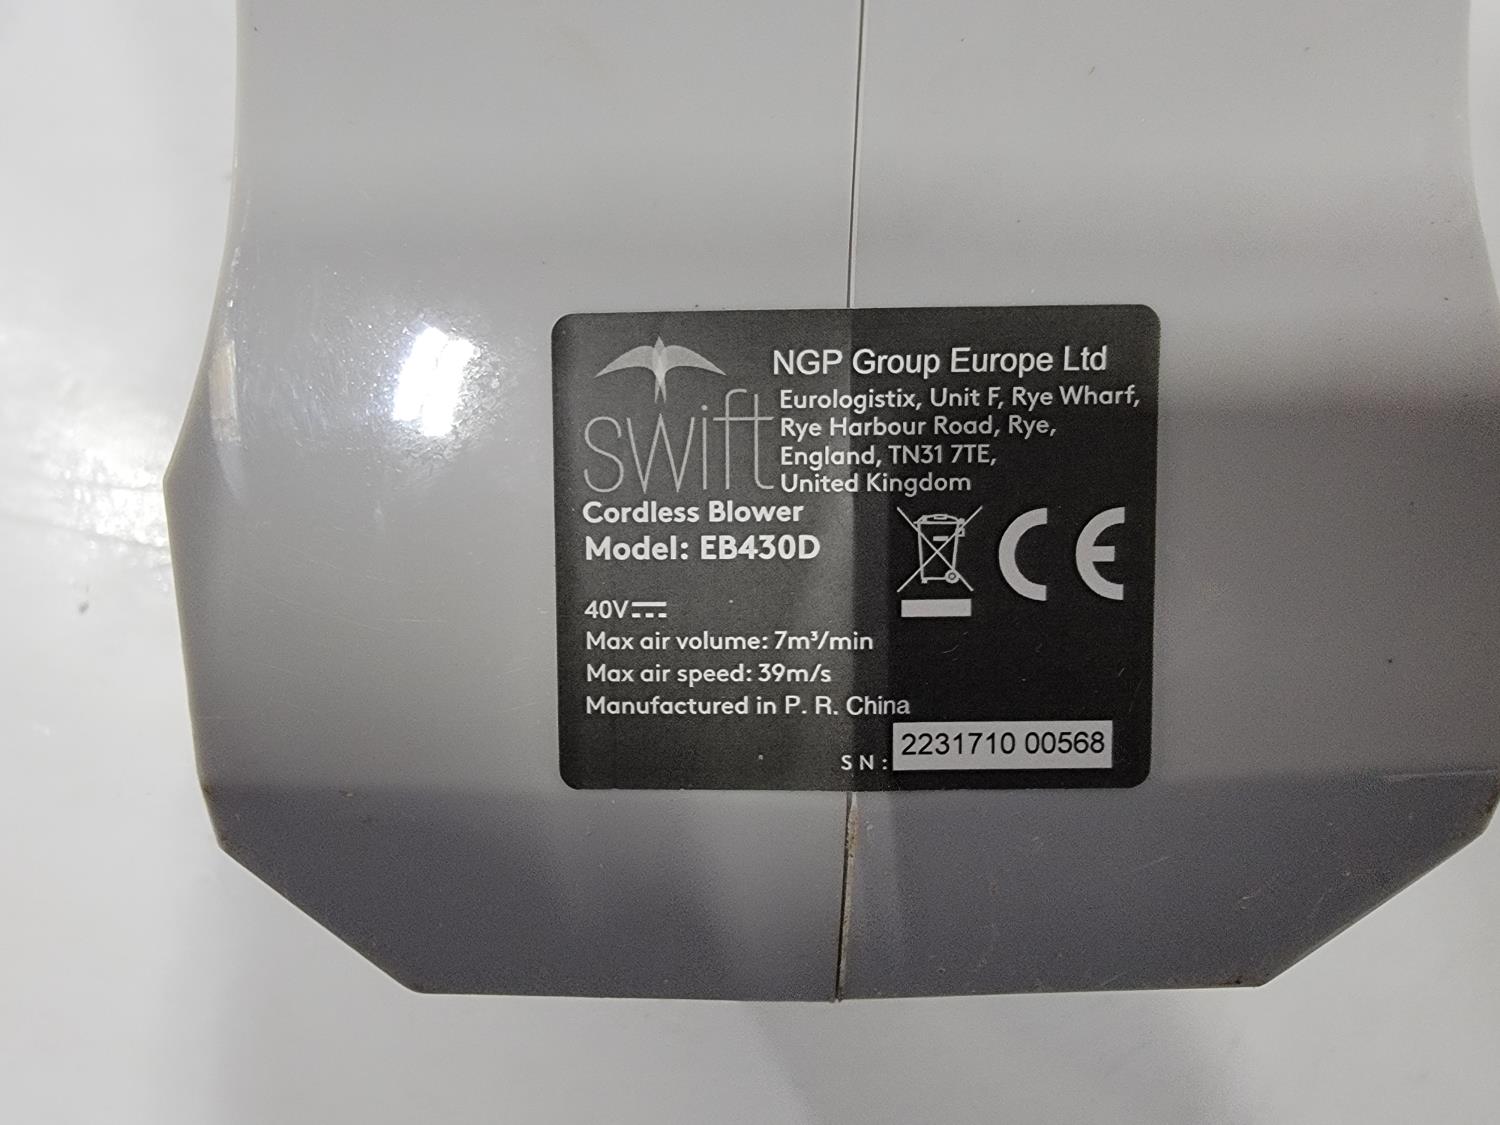 swift
NGP Group Europe Ltd
Eurologistix, Unit F, Rye Wharf,
Rye Harbour Road, Rye,
England, TN31 7TE,
United Kingdom
Cordless Blower
Model: EB430D
CE
40V⎓
Max air volume: 7m³/min
Max air speed: 39m/s
Manufactured in P. R. China
SN: 2231710 00568